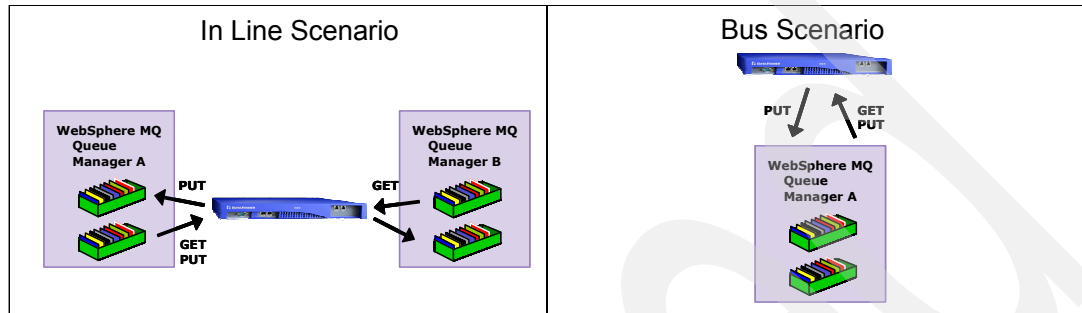 In Line Scenario
WebSphere MQ
Queue
Manager A
PUT
GET
PUT
GET
WebSphere MQ
Queue
Manager B
Bus Scenario
PUT
GET
PUT
WebSphere MQ
Queue
Manager A